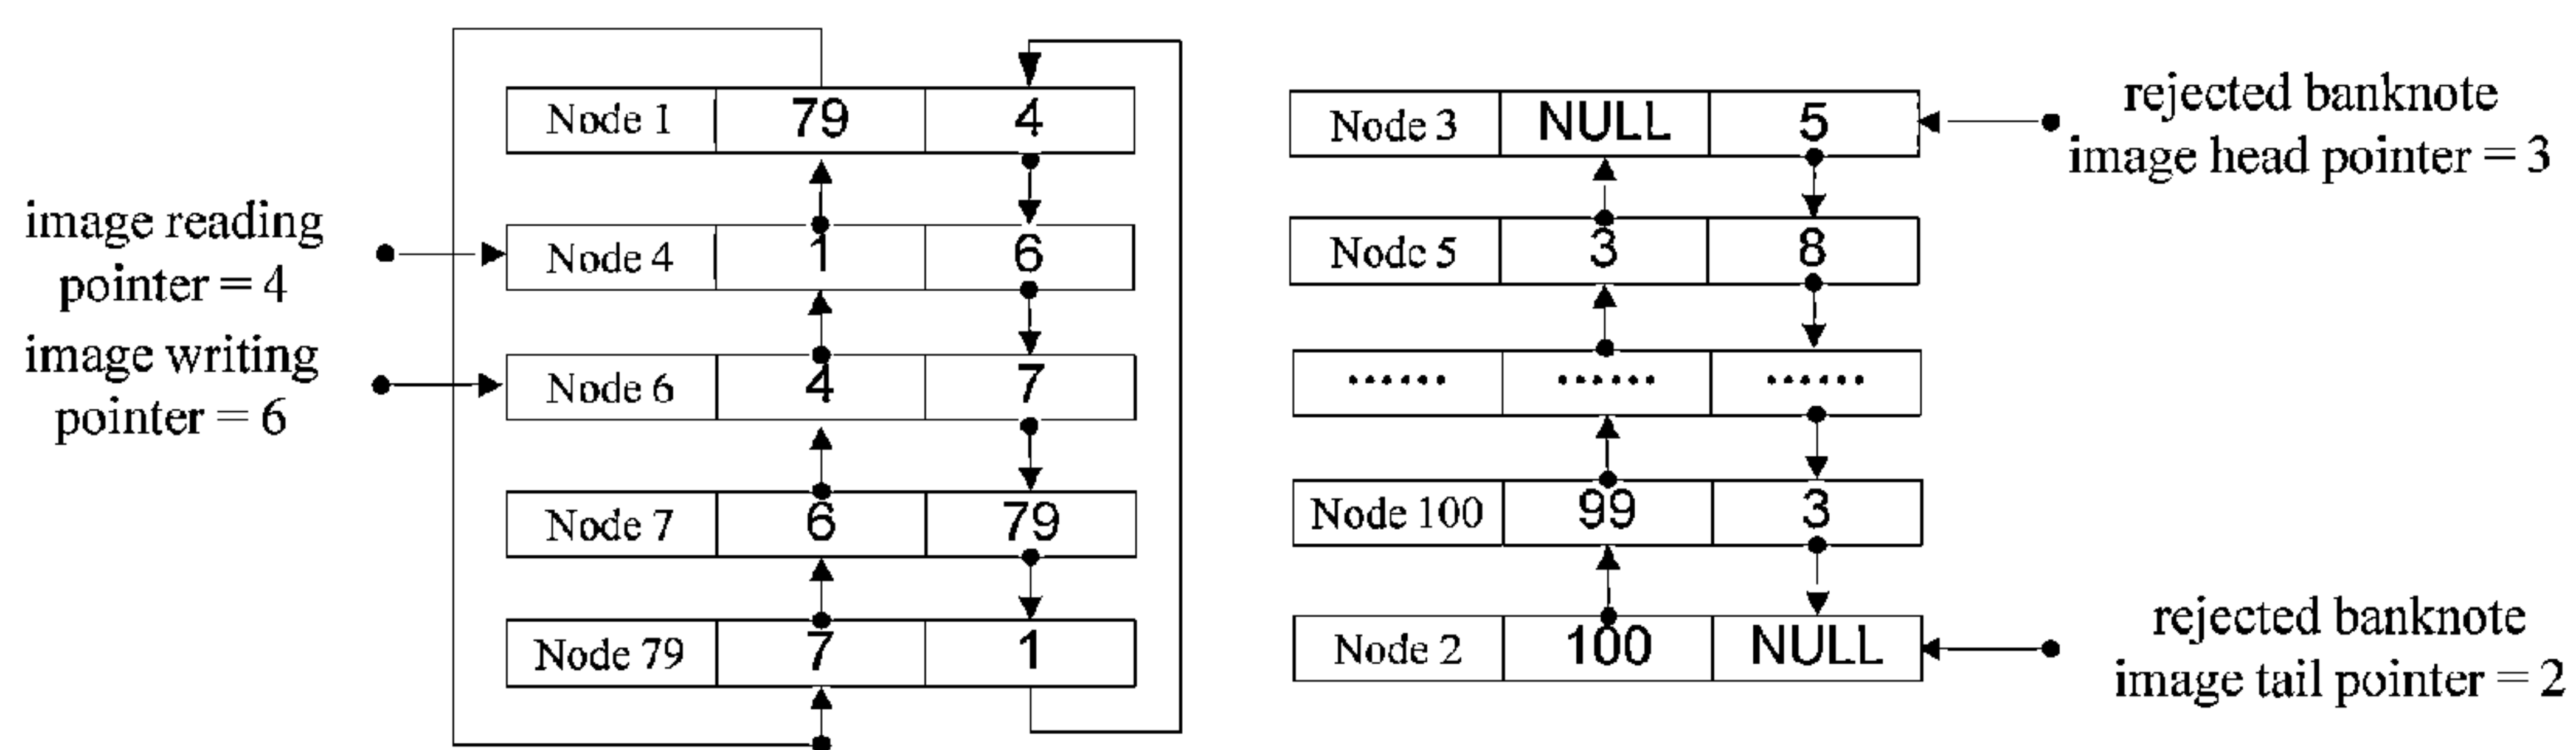 Node 1 79 4
image reading
pointer = 4
Node 4 1 6
image writing
pointer = 6
Node 6 4 7
Node 7 6 79
Node 79 7 1
Node 3 NULL 5
rejected banknote
image head pointer = 3
Node 5 3 8
...... ...... ......
Node 100 99 3
Node 2 100 NULL
rejected banknote
image tail pointer = 2